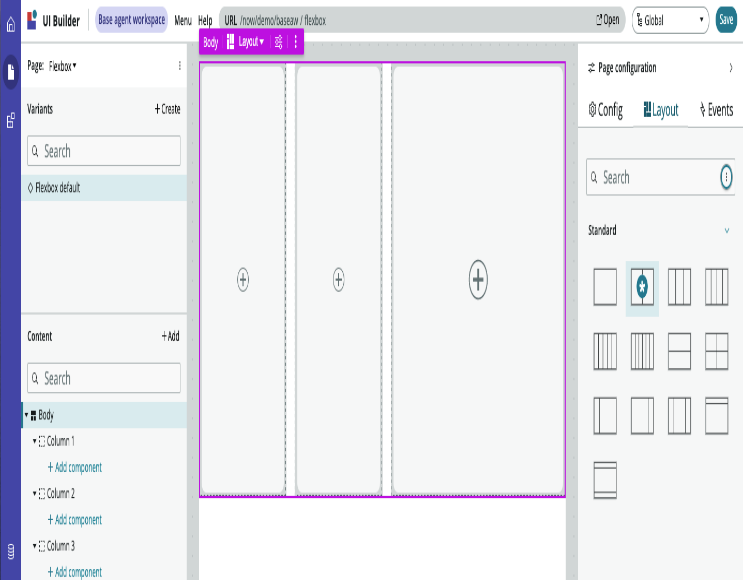 UI Builder Base agent workspace Menu Help URL /now/demo/baseaw / flexbox Open Global Save
Body Layout
Page: Flexbox
Page configuration
Variants + Create
Config Layout Events
Search
Search
Flexbox default
Standard
Content + Add
Search
Body
Column 1
+ Add component
Column 2
+ Add component
Column 3
+ Add component